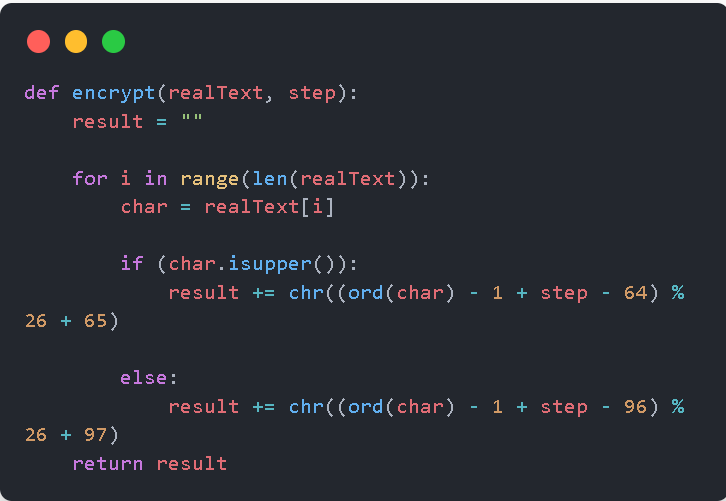 def encrypt(realText, step):
    result = ""

    for i in range(len(realText)):
        char = realText[i]

        if (char.isupper()):
            result += chr((ord(char) - 1 + step - 64) %
26 + 65)

        else:
            result += chr((ord(char) - 1 + step - 96) %
26 + 97)
    return result